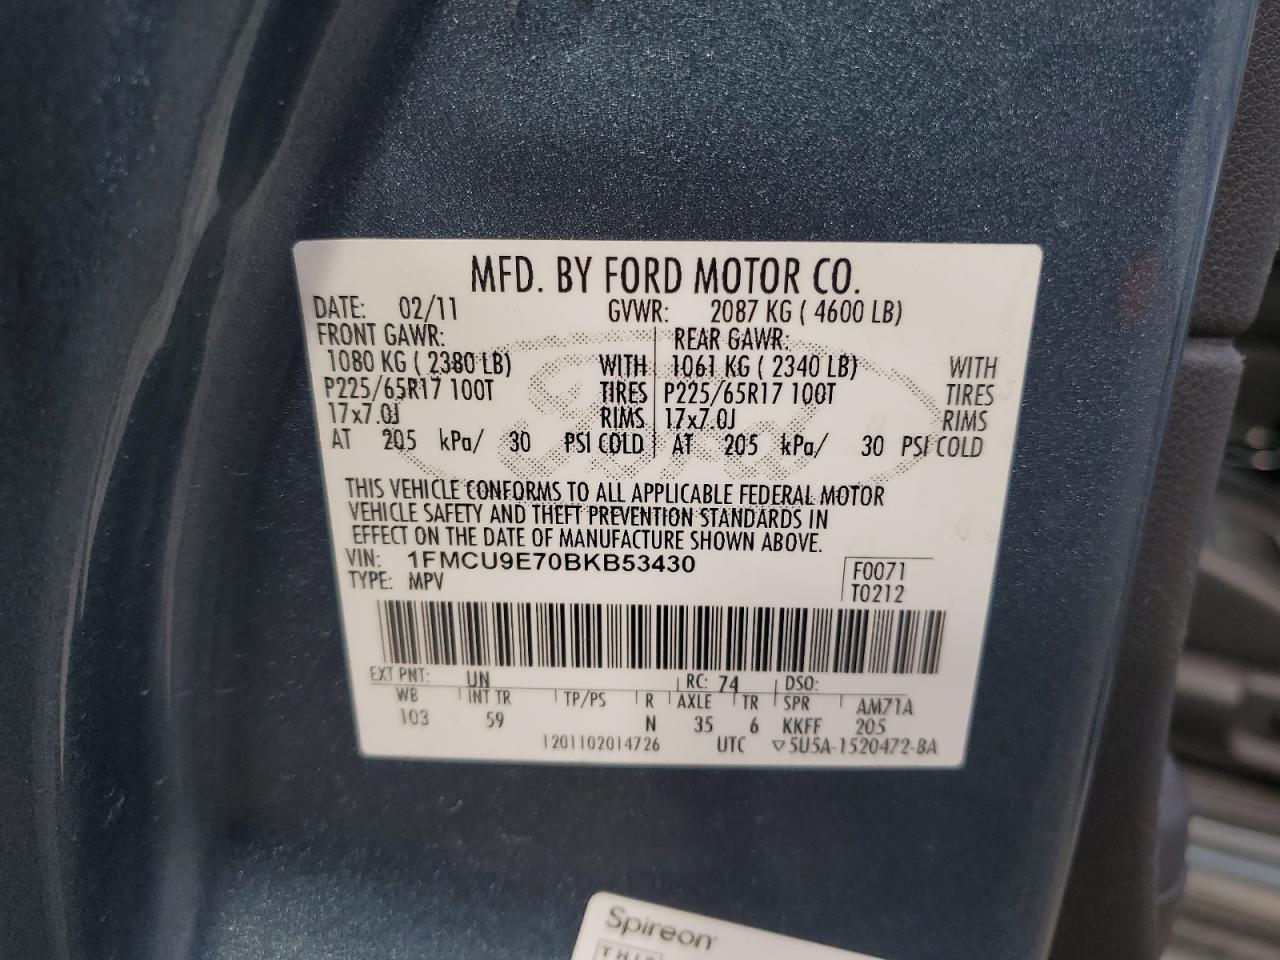 MFD. BY FORD MOTOR CO.
DATE: 02/11 GVWR: 2087 KG ( 4600 LB)
FRONT GAWR: REAR GAWR:
1080 KG ( 2380 LB) WITH 1061 KG ( 2340 LB) WITH
P225/65R17 100T TIRES P225/65R17 100T TIRES
17x7.0J RIMS 17x7.0J RIMS
AT 205 kPa/ 30 PSI COLD AT 205 kPa/ 30 PSI COLD
Ford
THIS VEHICLE CONFORMS TO ALL APPLICABLE FEDERAL MOTOR
VEHICLE SAFETY AND THEFT PREVENTION STANDARDS IN
EFFECT ON THE DATE OF MANUFACTURE SHOWN ABOVE.
VIN: 1FMCU9E70BKB53430 F0071
TYPE: MPV T0212
EXT PNT: UN RC: 74 DSO:
WB INT TR TP/PS R AXLE TR SPR AM71A
103 59 N 35 6 KKFF 205
1201102014726 UTC ▽5U5A-1520472-BA
Spireon
THIS